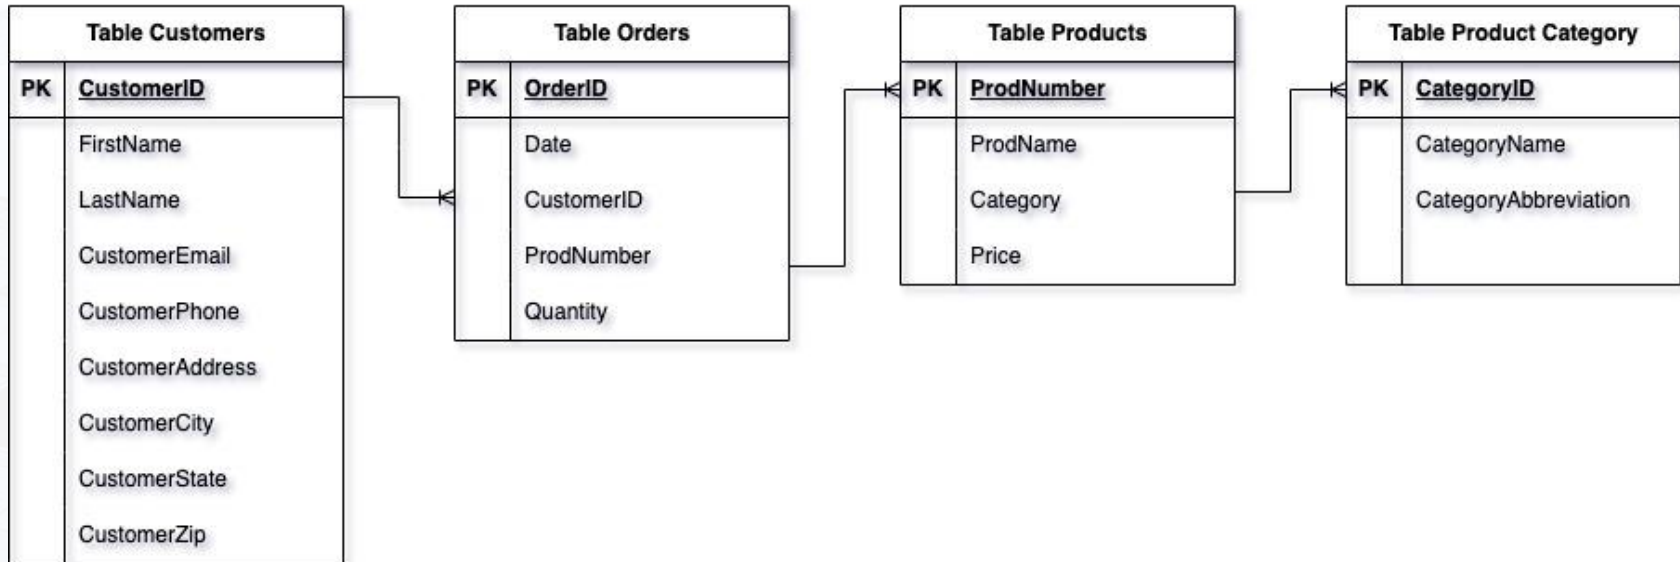 Table Customers
PK CustomerID
FirstName
LastName
CustomerEmail
CustomerPhone
CustomerAddress
CustomerCity
CustomerState
CustomerZip
Table Orders
PK OrderID
Date
CustomerID
ProdNumber
Quantity
Table Products
PK ProdNumber
ProdName
Category
Price
Table Product Category
PK CategoryID
CategoryName
CategoryAbbreviation